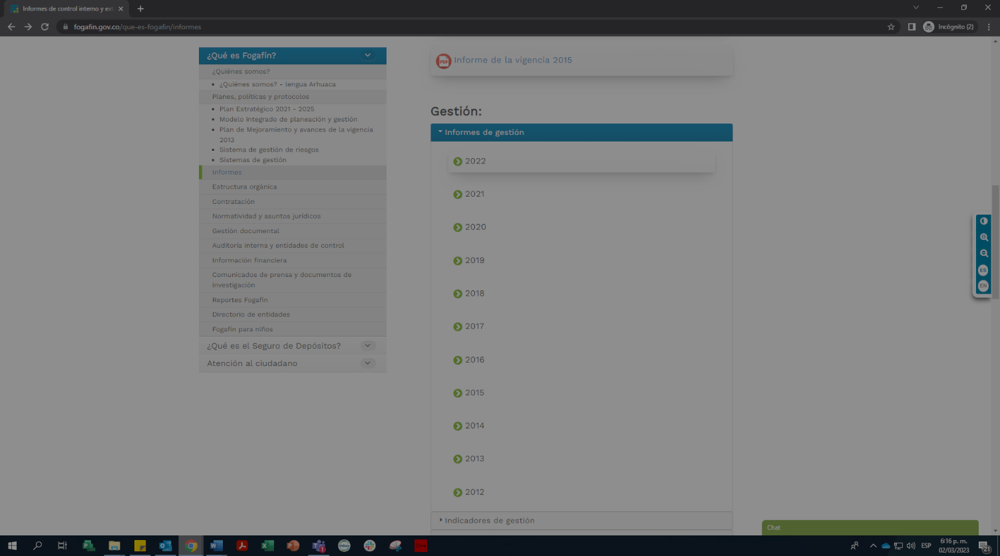 Informes de control interno y ext
fogafin.gov.co/que-es-fogafin/informes
Incógnito (2)
¿Qué es Fogafín?
¿Quiénes somos?
¿Quiénes somos? - lengua Arhuaca
Planes, políticas y protocolos
Plan Estratégico 2021 - 2025
Modelo integrado de planeación y gestión
Plan de Mejoramiento y avances de la vigencia
2013
Sistema de gestión de riesgos
Sistemas de gestión
Informes
Estructura orgánica
Contratación
Normatividad y asuntos jurídicos
Gestión documental
Auditoría interna y entidades de control
Información financiera
Comunicados de prensa y documentos de
investigación
Reportes Fogafín
Directorio de entidades
Fogafín para niños
¿Qué es el Seguro de Depósitos?
Atención al ciudadano
PDF Informe de la vigencia 2015
Gestión:
Informes de gestión
2022
2021
2020
2019
2018
2017
2016
2015
2014
2013
2012
Indicadores de gestión
ES
EN
Chat
ESP
6:16 p. m.
02/03/2023
21